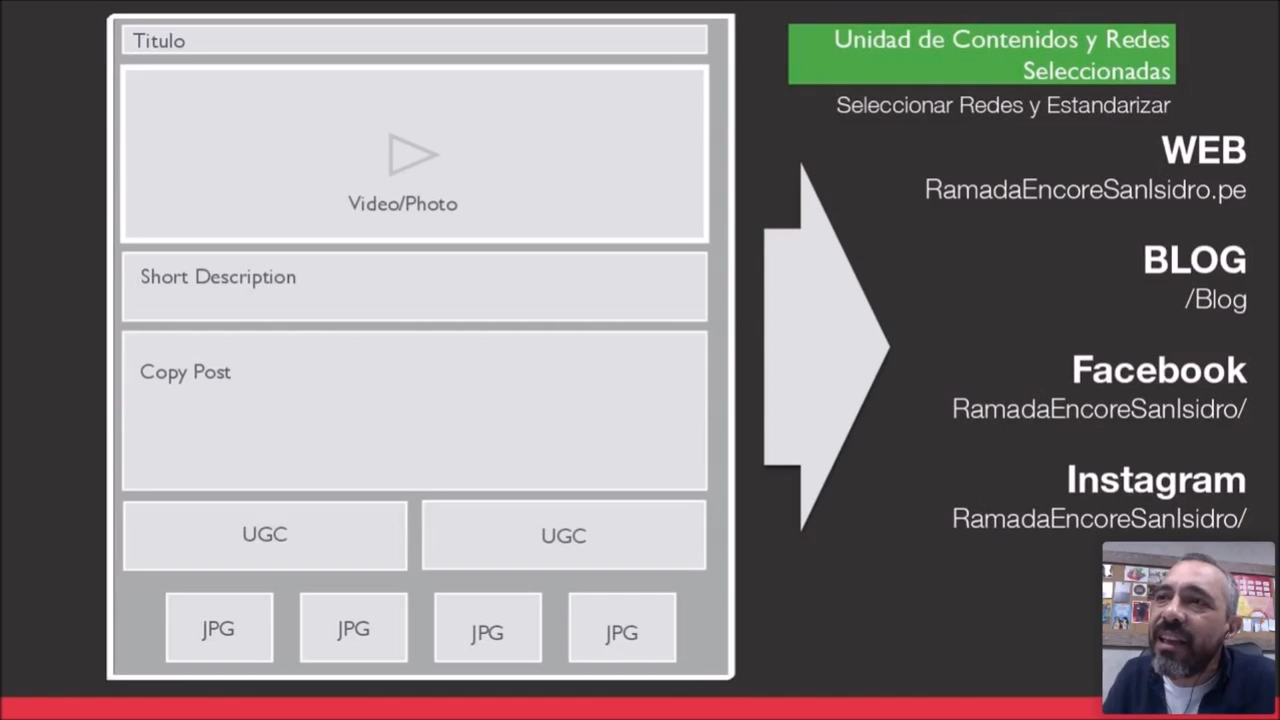 Titulo
Video/Photo
Short Description
Copy Post
UGC
UGC
JPG
JPG
JPG
JPG
Unidad de Contenidos y Redes
Seleccionadas
Seleccionar Redes y Estandarizar
WEB
RamadaEncoreSanIsidro.pe
BLOG
/Blog
Facebook
RamadaEncoreSanIsidro/
Instagram
RamadaEncoreSanIsidro/